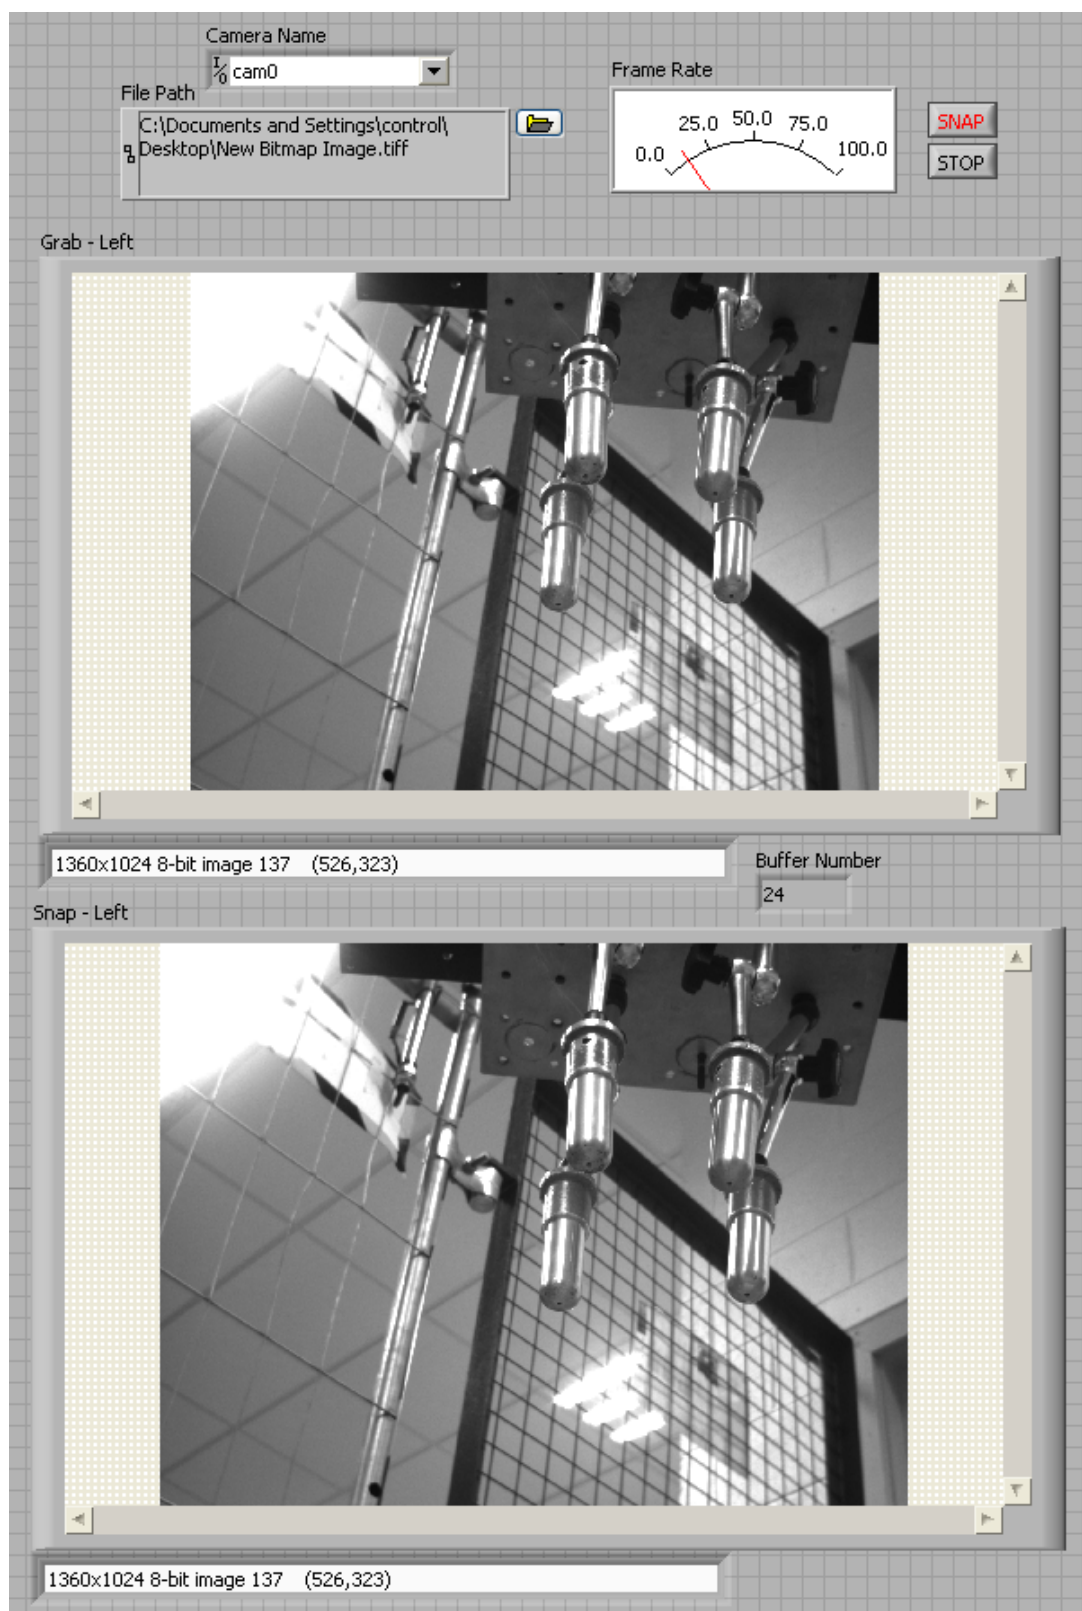 Camera Name
I/O cam0
File Path
C:\Documents and Settings\control\
Desktop\New Bitmap Image.tiff
Frame Rate
0.0 25.0 50.0 75.0 100.0
SNAP
STOP
Grab - Left
1360x1024 8-bit image 137 (526,323)
Buffer Number
24
Snap - Left
1360x1024 8-bit image 137 (526,323)